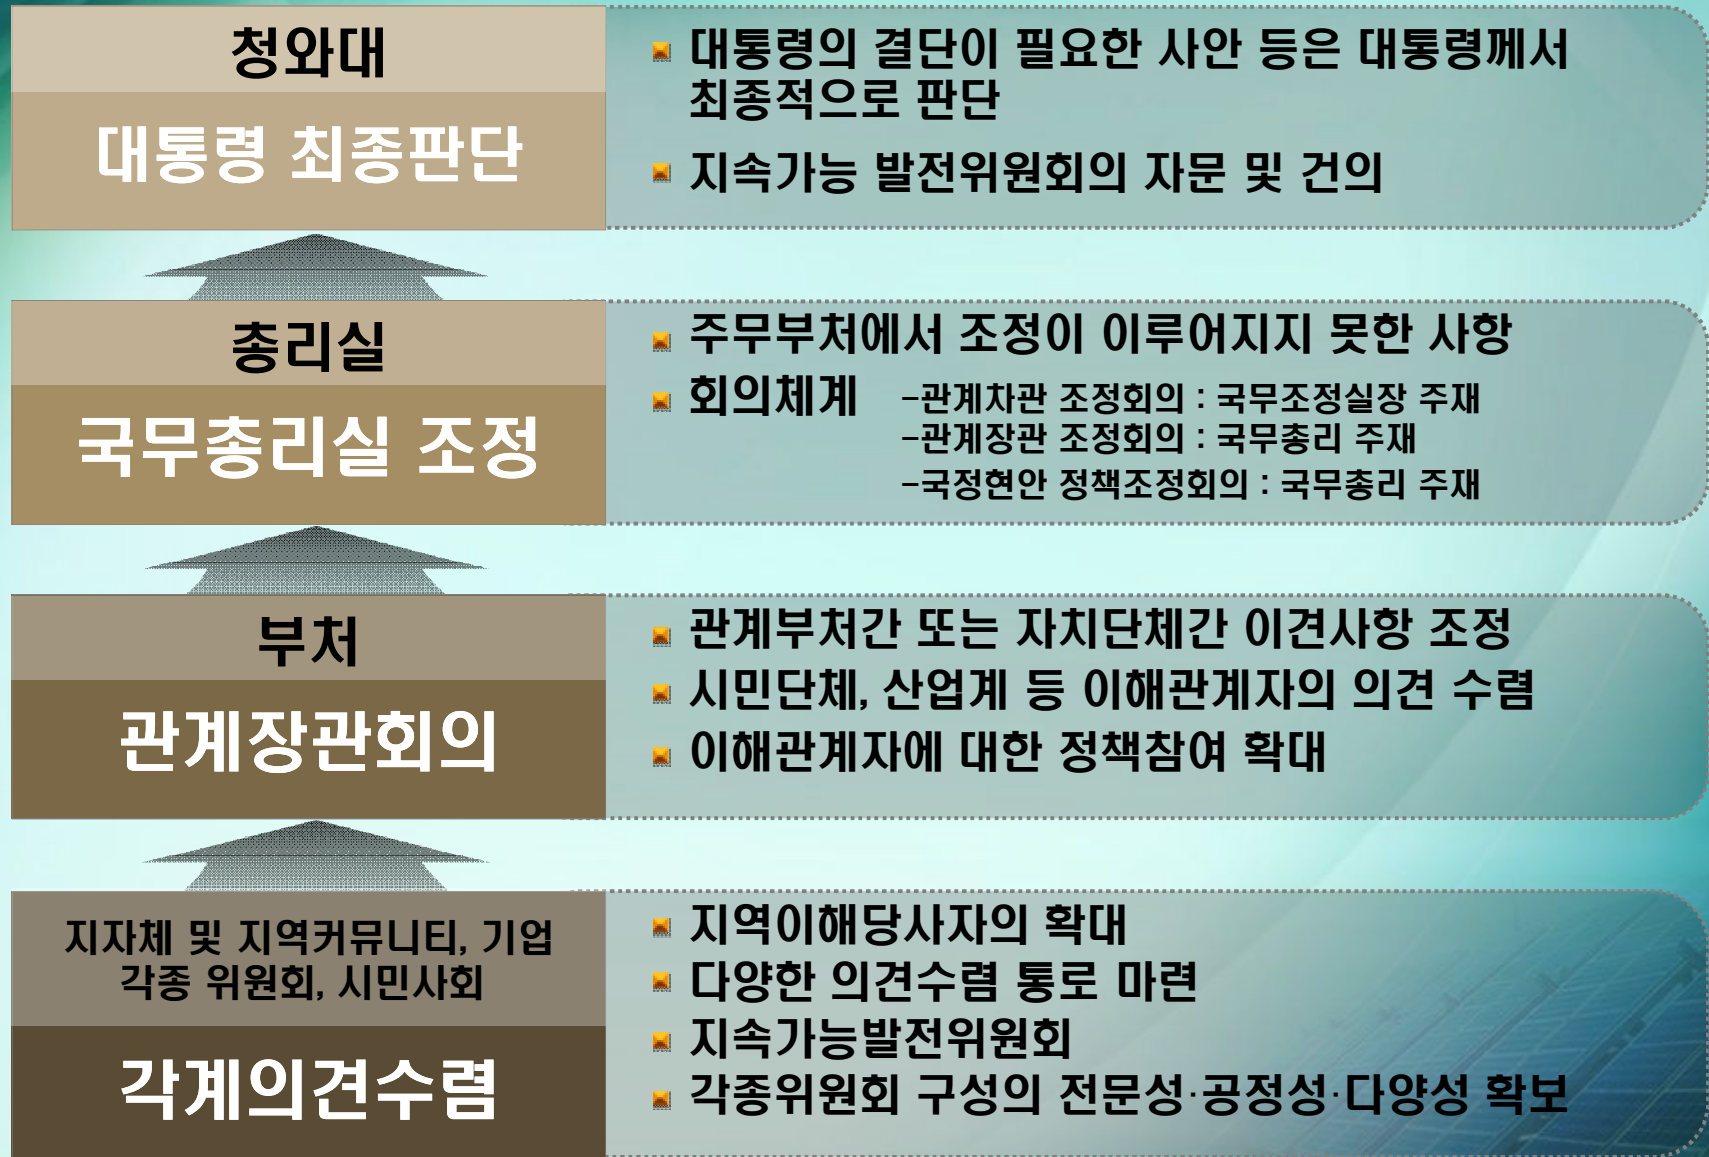 청와대
대통령 최종판단
대통령의 결단이 필요한 사안 등은 대통령께서
최종적으로 판단
지속가능 발전위원회의 자문 및 건의
총리실
국무총리실 조정
주무부처에서 조정이 이루어지지 못한 사항
회의체계 -관계차관 조정회의 : 국무조정실장 주재
-관계장관 조정회의 : 국무총리 주재
-국정현안 정책조정회의 : 국무총리 주재
부처
관계장관회의
관계부처간 또는 자치단체간 이견사항 조정
시민단체, 산업계 등 이해관계자의 의견 수렴
이해관계자에 대한 정책참여 확대
지자체 및 지역커뮤니티, 기업
각종 위원회, 시민사회
각계의견수렴
지역이해당사자의 확대
다양한 의견수렴 통로 마련
지속가능발전위원회
각종위원회 구성의 전문성·공정성·다양성 확보